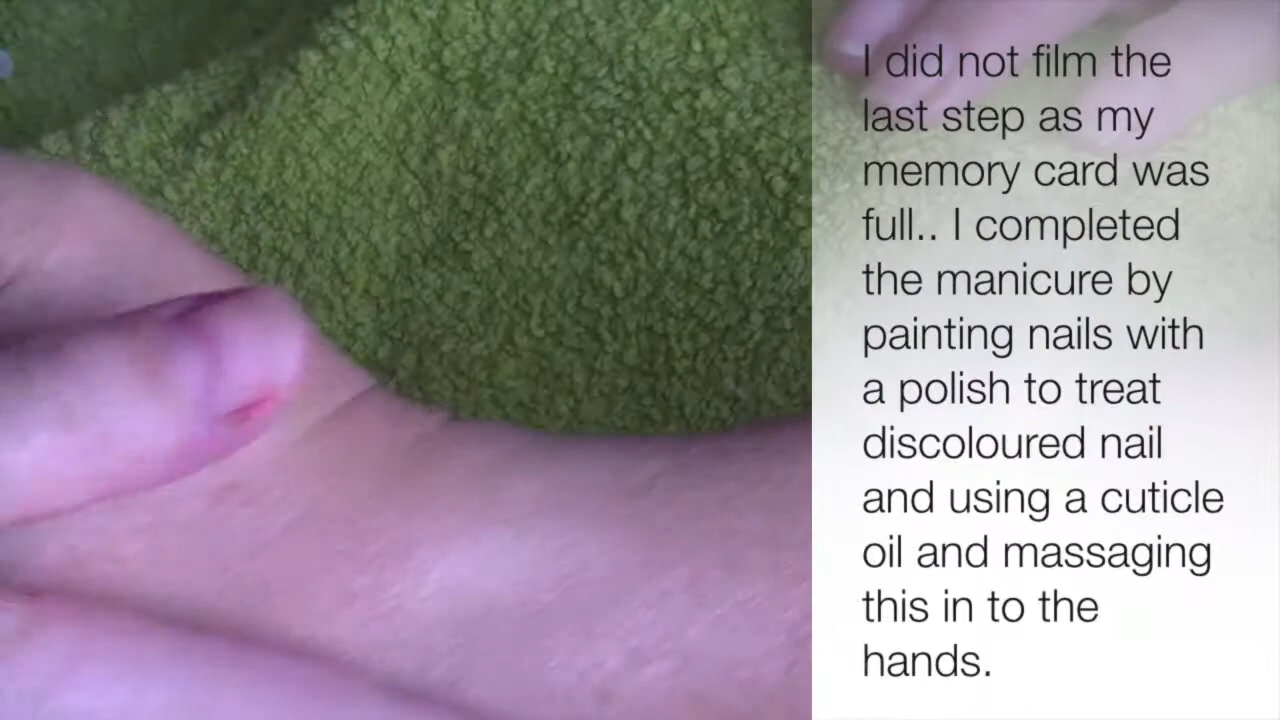 I did not film the
last step as my
memory card was
full.. I completed
the manicure by
painting nails with
a polish to treat
discoloured nail
and using a cuticle
oil and massaging
this in to the
hands.